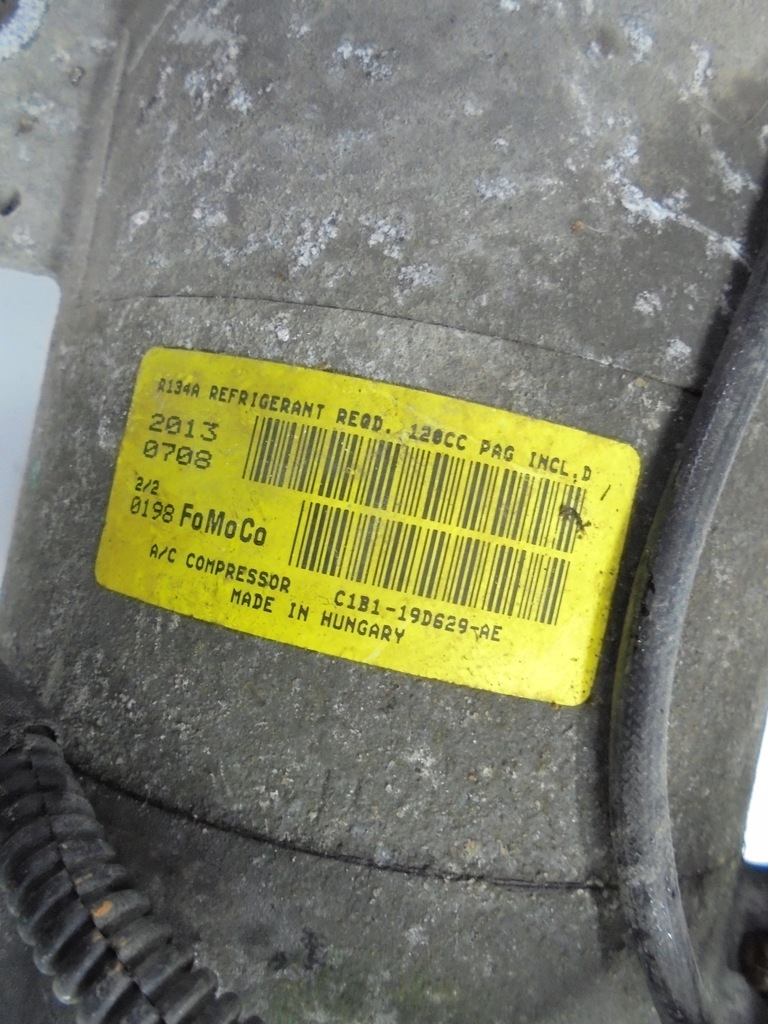 R134A REFRIGERANT REQD. 120CC PAG INCL,D
2013
0708
2/2
0198 FoMoCo
A/C COMPRESSOR C1B1-19D629-AE
MADE IN HUNGARY